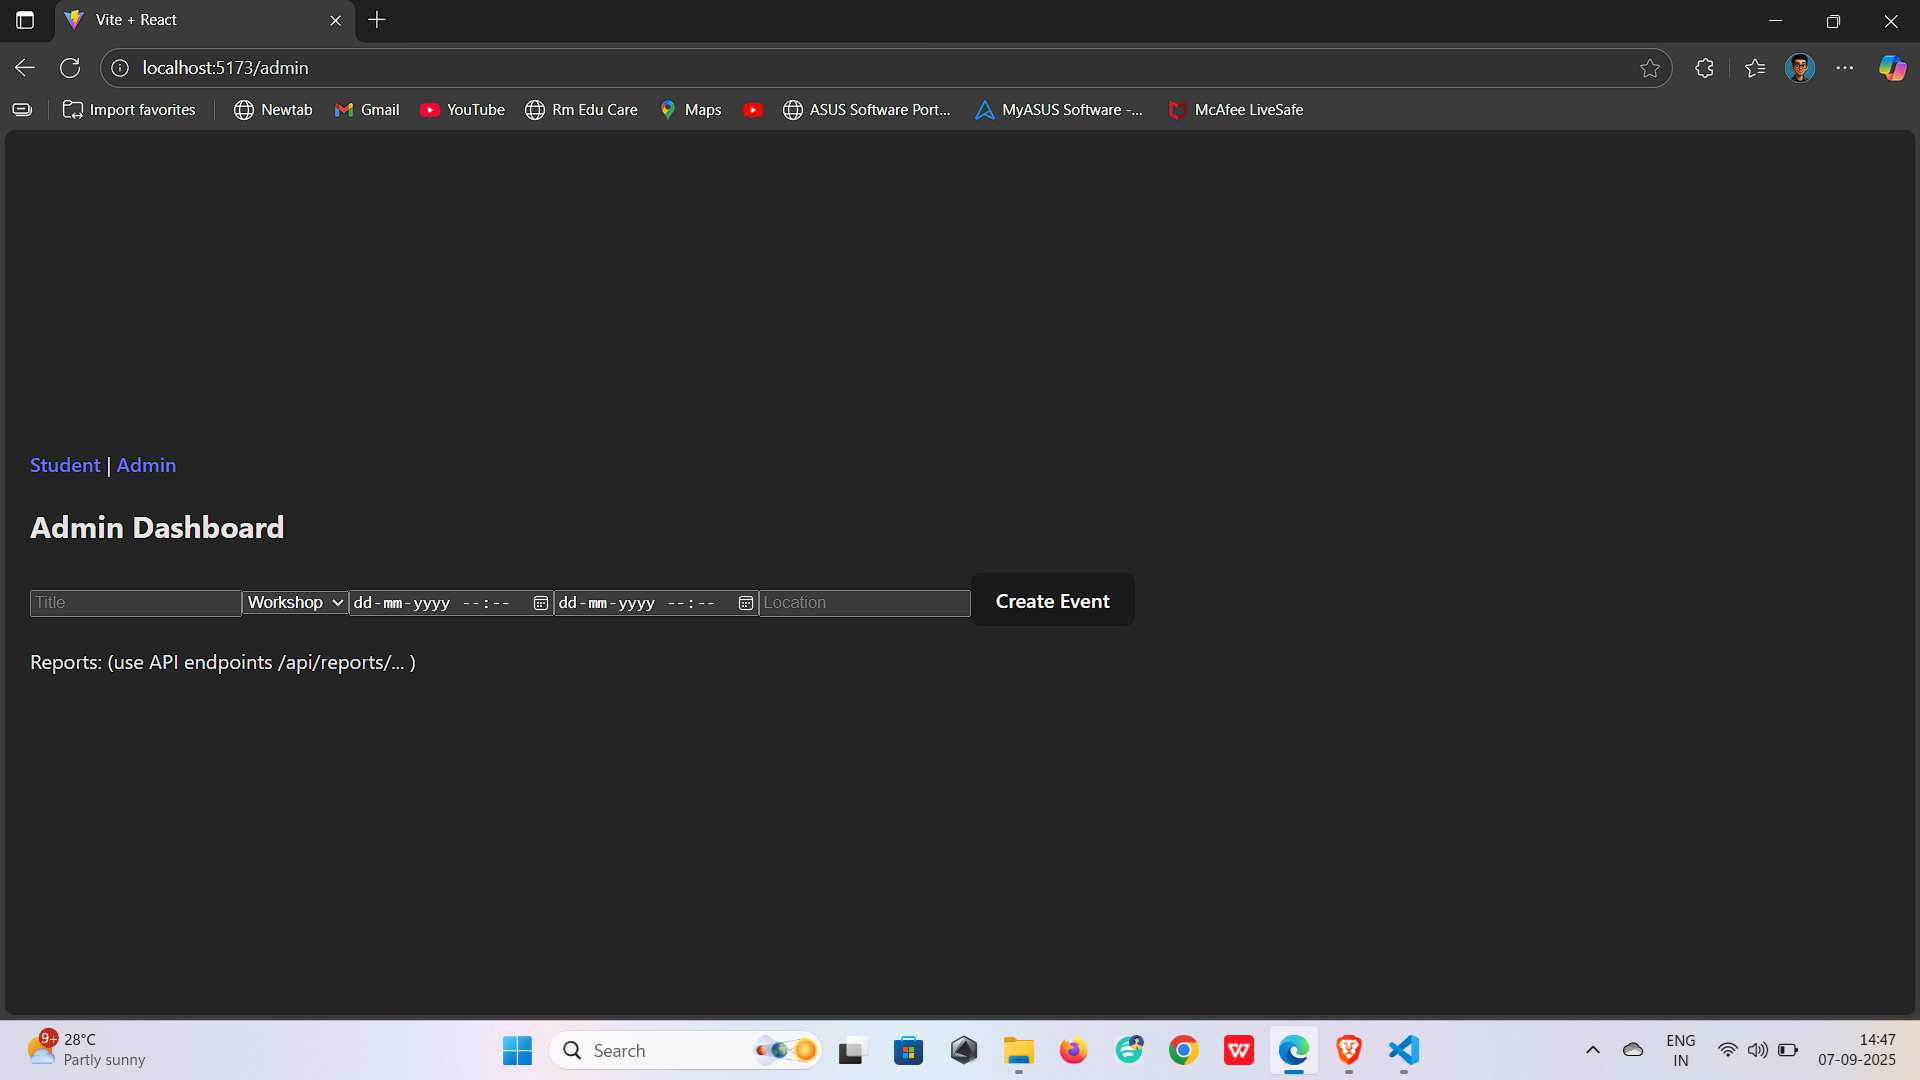 Vite + React
localhost:5173/admin
Import favorites
Newtab
Gmail
YouTube
Rm Edu Care
Maps
ASUS Software Port...
MyASUS Software -...
McAfee LiveSafe
Student | Admin
Admin Dashboard
Title
Workshop
dd-mm-yyyy --:--
dd-mm-yyyy --:--
Location
Create Event
Reports: (use API endpoints /api/reports/... )
9+
28°C
Partly sunny
Search
W
ENG
IN
14:47
07-09-2025